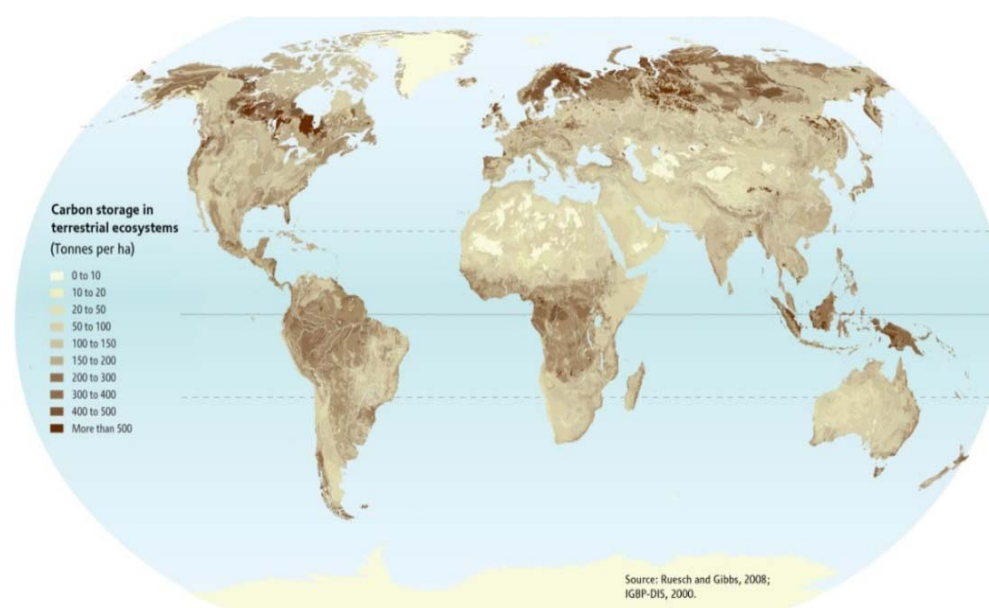 Carbon storage in
terrestrial ecosystems
(Tonnes per ha)
0 to 10
10 to 20
20 to 50
50 to 100
100 to 150
150 to 200
200 to 300
300 to 400
400 to 500
More than 500
Source: Ruesch and Gibbs, 2008;
IGBP-DIS, 2000.